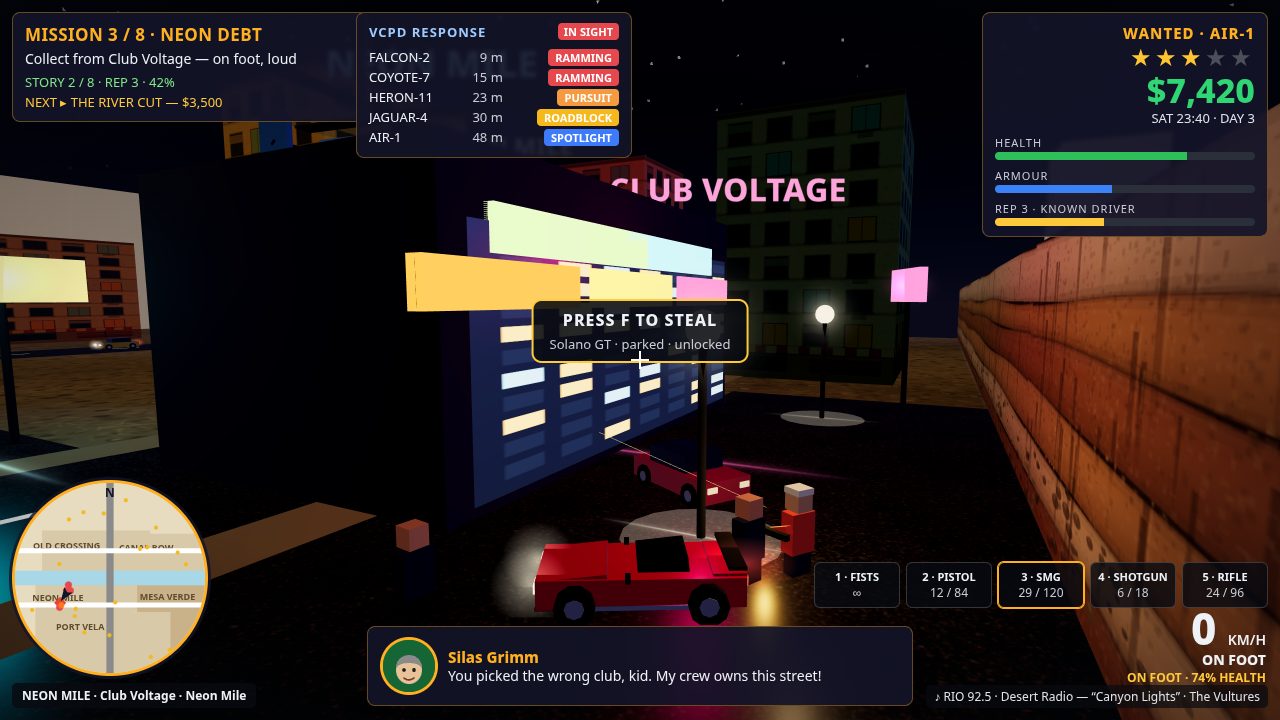 MISSION 3 / 8 · NEON DEBT
Collect from Club Voltage — on foot, loud
STORY 2 / 8 · REP 3 · 42%
NEXT ▸ THE RIVER CUT — $3,500
VCPD RESPONSE
IN SIGHT
FALCON-2 9 m RAMMING
COYOTE-7 15 m RAMMING
HERON-11 23 m PURSUIT
JAGUAR-4 30 m ROADBLOCK
AIR-1 48 m SPOTLIGHT
WANTED · AIR-1
★★★★★
$7,420
SAT 23:40 · DAY 3
HEALTH
ARMOUR
REP 3 · KNOWN DRIVER
CLUB VOLTAGE
PRESS F TO STEAL
Solano GT · parked · unlocked
N
OLD CROSSING
CANAL ROW
NEON MILE
MESA VERDE
PORT VELA
NEON MILE · Club Voltage · Neon Mile
1 · FISTS
∞
2 · PISTOL
12 / 84
3 · SMG
29 / 120
4 · SHOTGUN
6 / 18
5 · RIFLE
24 / 96
0 KM/H
ON FOOT
ON FOOT · 74% HEALTH
♪ RIO 92.5 · Desert Radio — “Canyon Lights” · The Vultures
Silas Grimm
You picked the wrong club, kid. My crew owns this street!